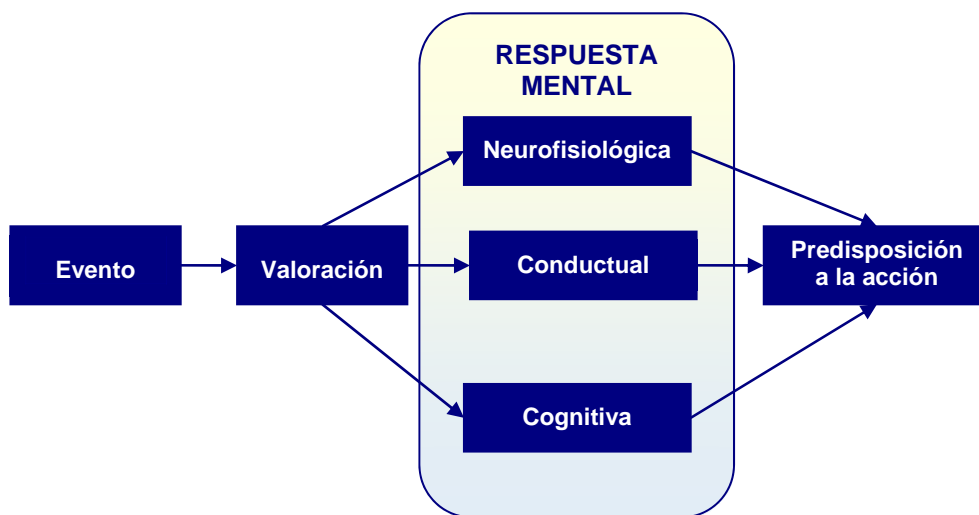 RESPUESTA
MENTAL
Neurofisiológica
Evento
Valoración
Conductual
Predisposición
a la acción
Cognitiva